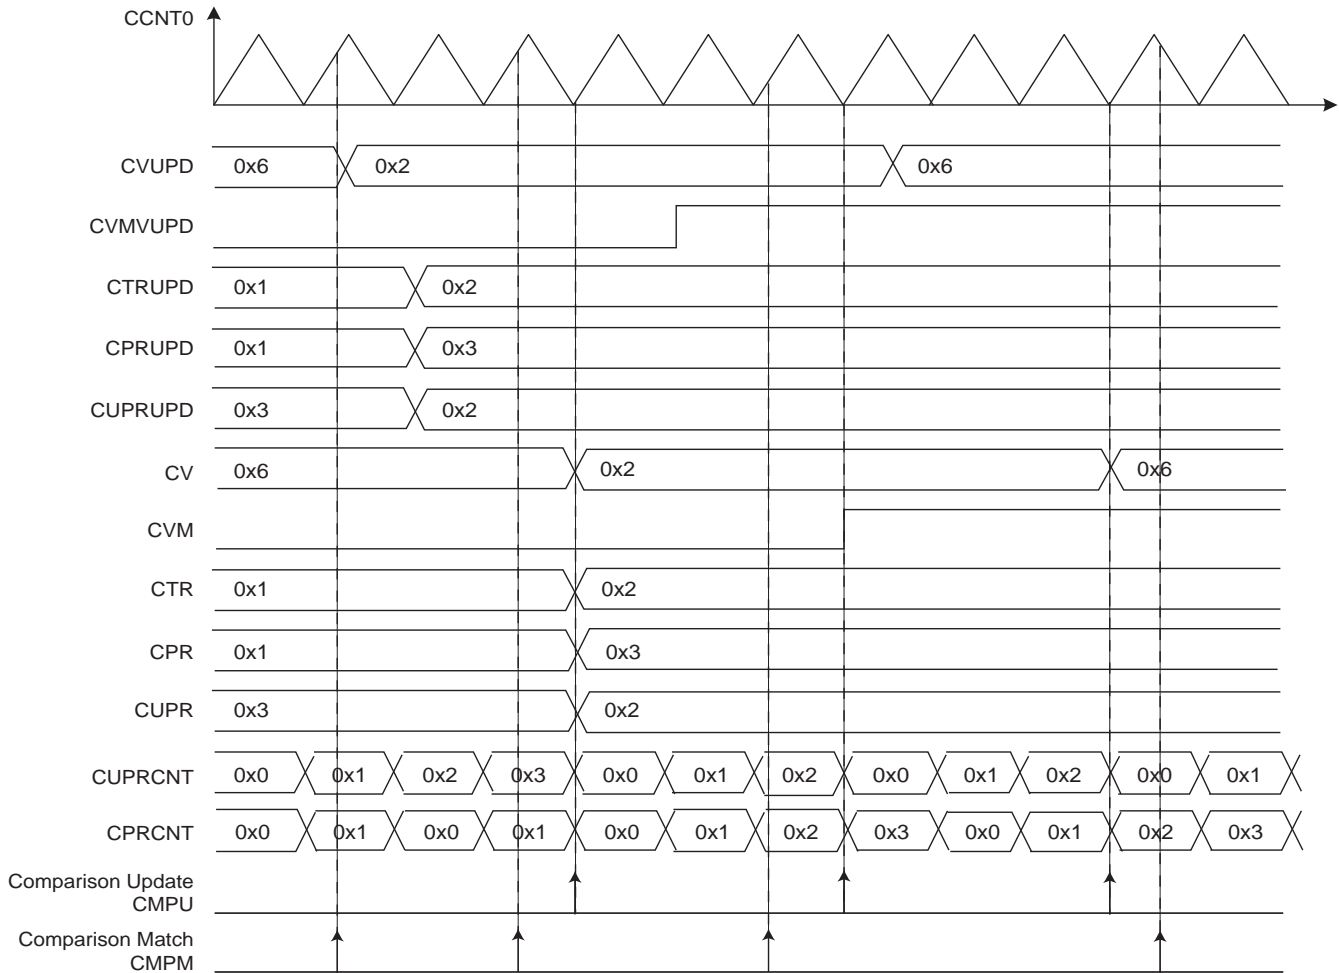 CCNT0
CVUPD 0x6 0x2 0x6
CVMVUPD
CTRUPD 0x1 0x2
CPRUPD 0x1 0x3
CUPRUPD 0x3 0x2
CV 0x6 0x2 0x6
CVM
CTR 0x1 0x2
CPR 0x1 0x3
CUPR 0x3 0x2
CUPRCNT 0x0 0x1 0x2 0x3 0x0 0x1 0x2 0x0 0x1 0x2 0x0 0x1
CPRCNT 0x0 0x1 0x0 0x1 0x0 0x1 0x2 0x3 0x0 0x1 0x2 0x3
Comparison Update
CMPU
Comparison Match
CMPM